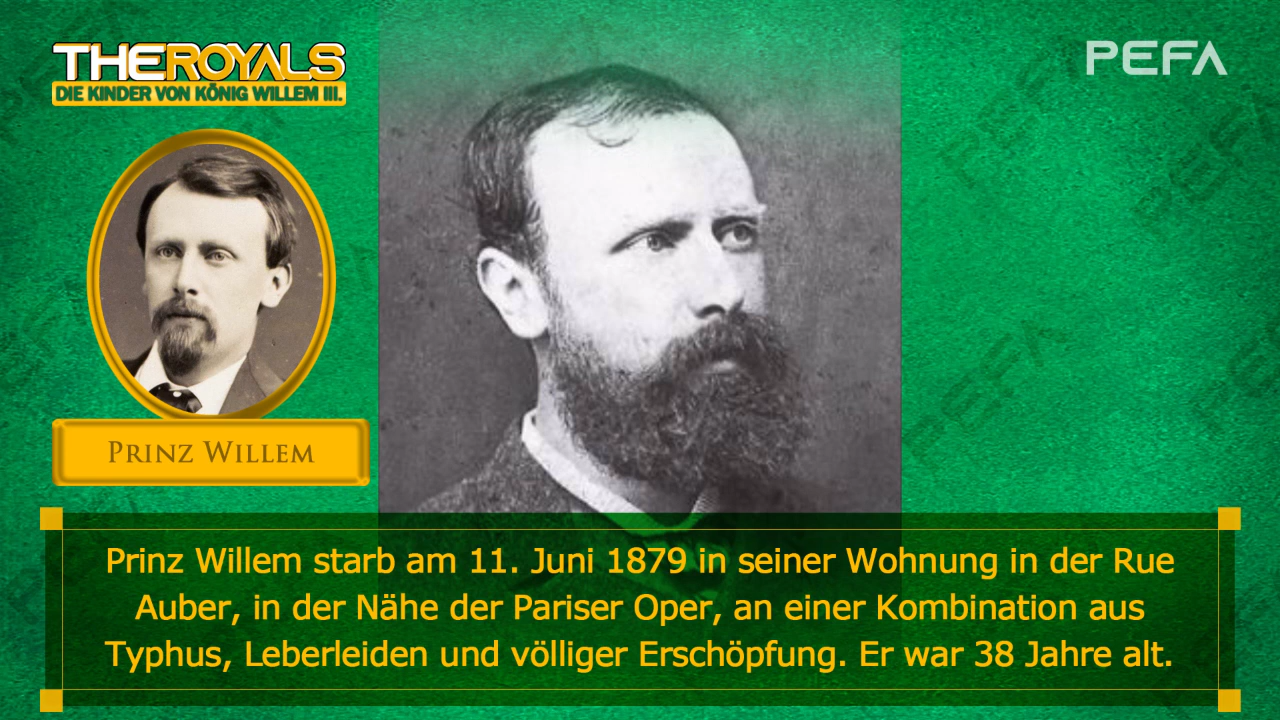 THEROYALS
DIE KINDER VON KÖNIG WILLEM III.
PEFA
PRINZ WILLEM
Prinz Willem starb am 11. Juni 1879 in seiner Wohnung in der Rue
Auber, in der Nähe der Pariser Oper, an einer Kombination aus
Typhus, Leberleiden und völliger Erschöpfung. Er war 38 Jahre alt.